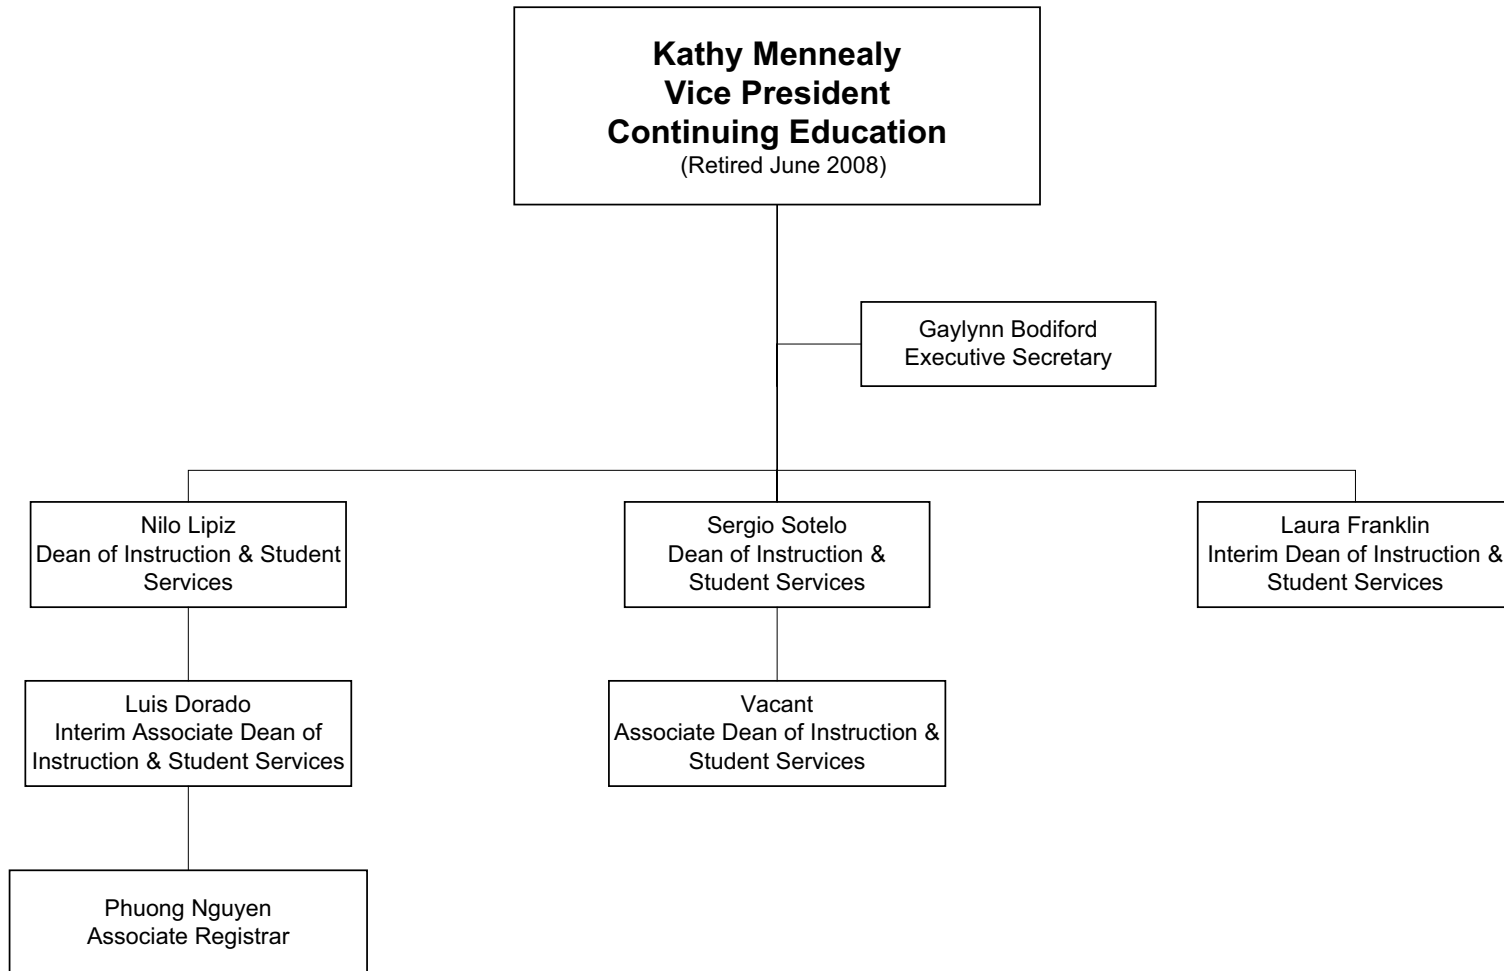 Kathy Mennealy
Vice President
Continuing Education
(Retired June 2008)
Gaylynn Bodiford
Executive Secretary
Nilo Lipiz
Dean of Instruction & Student
Services
Sergio Sotelo
Dean of Instruction &
Student Services
Laura Franklin
Interim Dean of Instruction &
Student Services
Luis Dorado
Interim Associate Dean of
Instruction & Student Services
Vacant
Associate Dean of Instruction &
Student Services
Phuong Nguyen
Associate Registrar